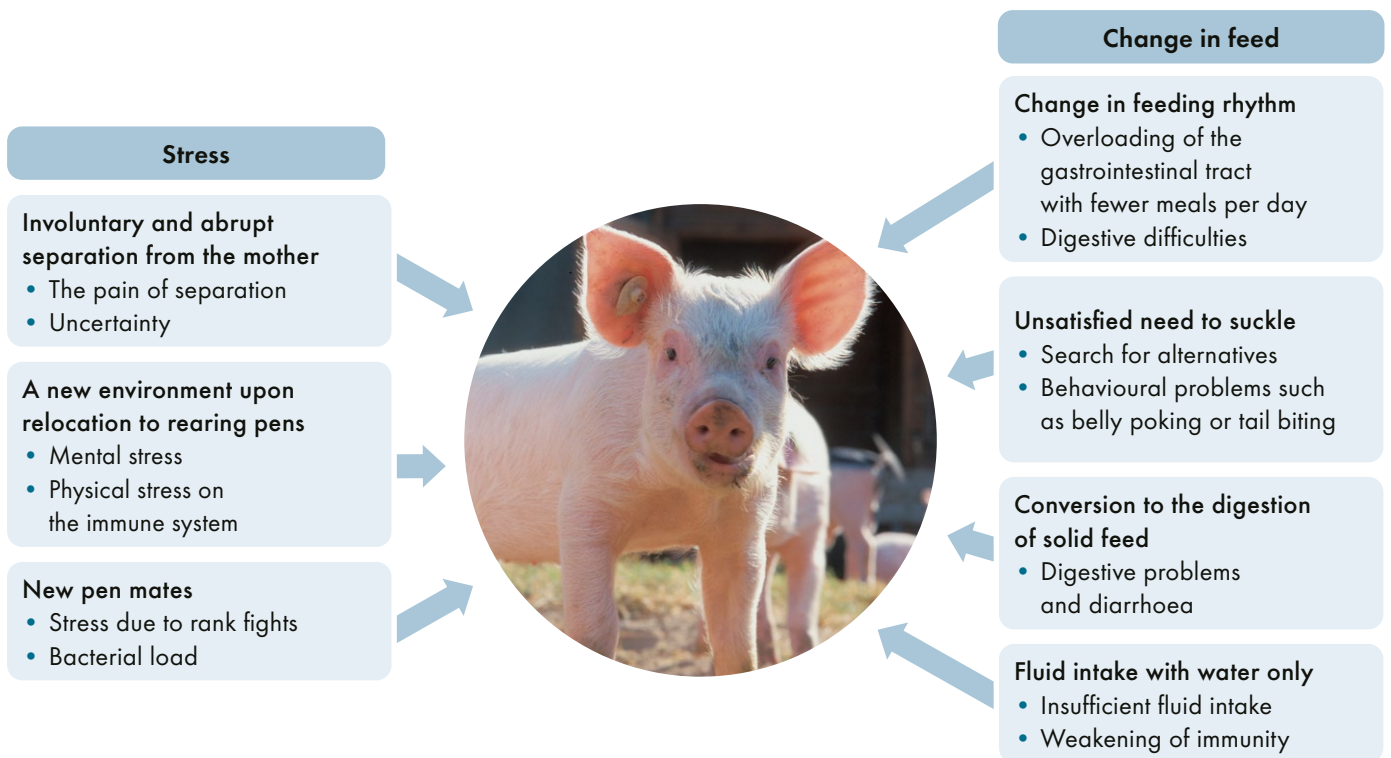 Stress
Involuntary and abrupt
separation from the mother
• The pain of separation
• Uncertainty
A new environment upon
relocation to rearing pens
• Mental stress
• Physical stress on
the immune system
New pen mates
• Stress due to rank fights
• Bacterial load
Change in feed
Change in feeding rhythm
• Overloading of the
gastrointestinal tract
with fewer meals per day
• Digestive difficulties
Unsatisfied need to suckle
• Search for alternatives
• Behavioural problems such
as belly poking or tail biting
Conversion to the digestion
of solid feed
• Digestive problems
and diarrhoea
Fluid intake with water only
• Insufficient fluid intake
• Weakening of immunity